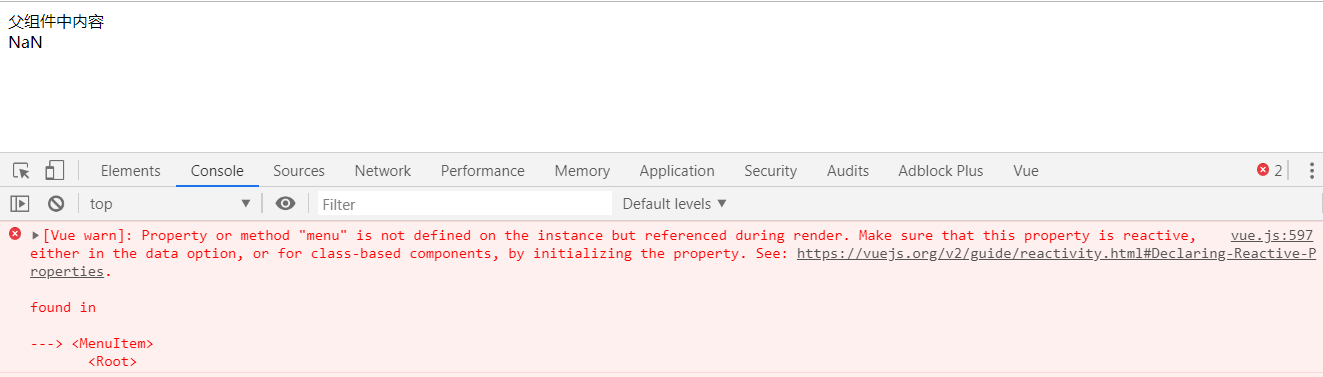 父组件中内容
NaN
Elements Console Sources Network Performance Memory Application Security Audits Adblock Plus Vue 2
top Filter Default levels
[Vue warn]: Property or method "menu" is not defined on the instance but referenced during render. Make sure that this property is reactive, vue.js:597
either in the data option, or for class-based components, by initializing the property. See: https://vuejs.org/v2/guide/reactivity.html#Declaring-Reactive-P
roperties.
found in
---> <MenuItem>
<Root>